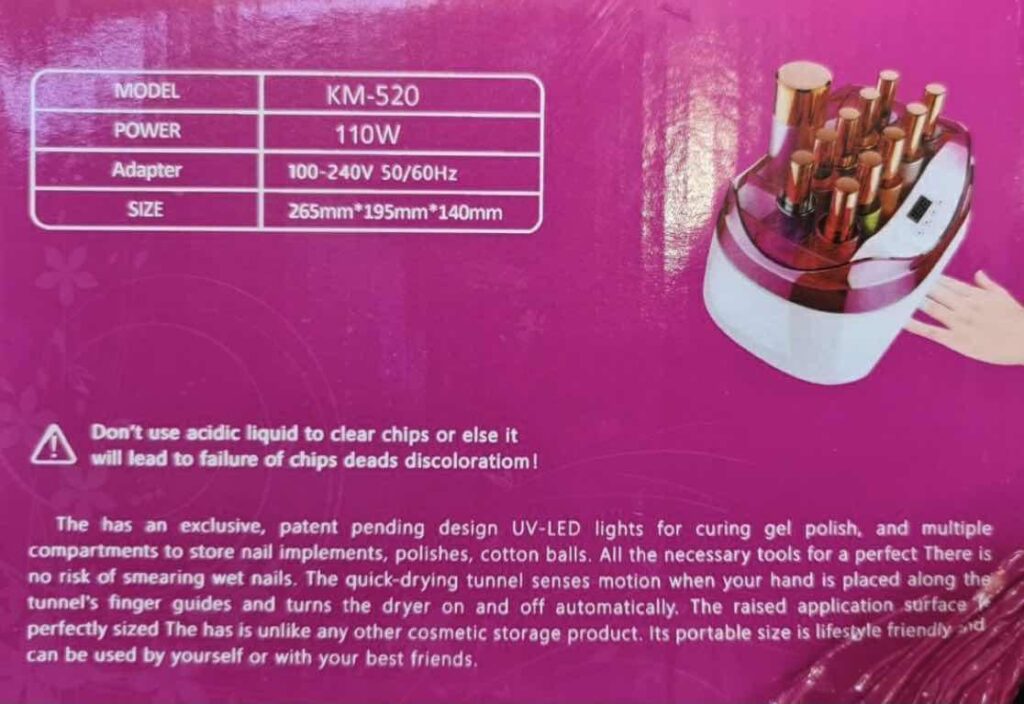 MODEL KM-520
POWER 110W
Adapter 100-240V 50/60Hz
SIZE 265mm*195mm*140mm
Don't use acidic liquid to clear chips or else it
will lead to failure of chips deads discoloratiom!
The has an exclusive, patent pending design UV-LED lights for curing gel polish, and multiple
compartments to store nail implements, polishes, cotton balls. All the necessary tools for a perfect There is
no risk of smearing wet nails. The quick-drying tunnel senses motion when your hand is placed along the
tunnel's finger guides and turns the dryer on and off automatically. The raised application surface
perfectly sized The has is unlike any other cosmetic storage product. Its portable size is lifestyle friendly and
can be used by yourself or with your best friends.